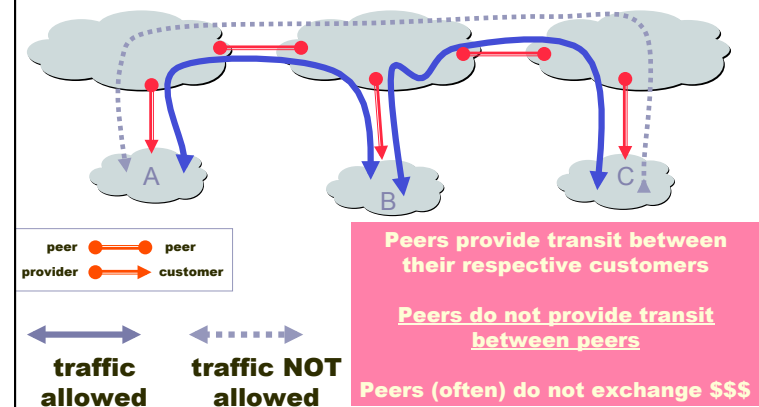 A
B
C
peer peer
provider customer
traffic
allowed
traffic NOT
allowed
Peers provide transit between
their respective customers
Peers do not provide transit
between peers
Peers (often) do not exchange $$$